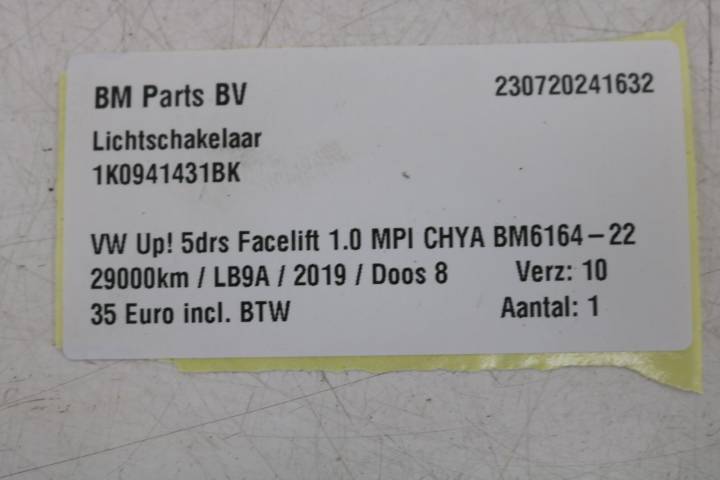 BM Parts BV 230720241632
Lichtschakelaar
1K0941431BK
VW Up! 5drs Facelift 1.0 MPI CHYA BM6164-22
29000km / LB9A / 2019 / Doos 8 Verz: 10
35 Euro incl. BTW Aantal: 1